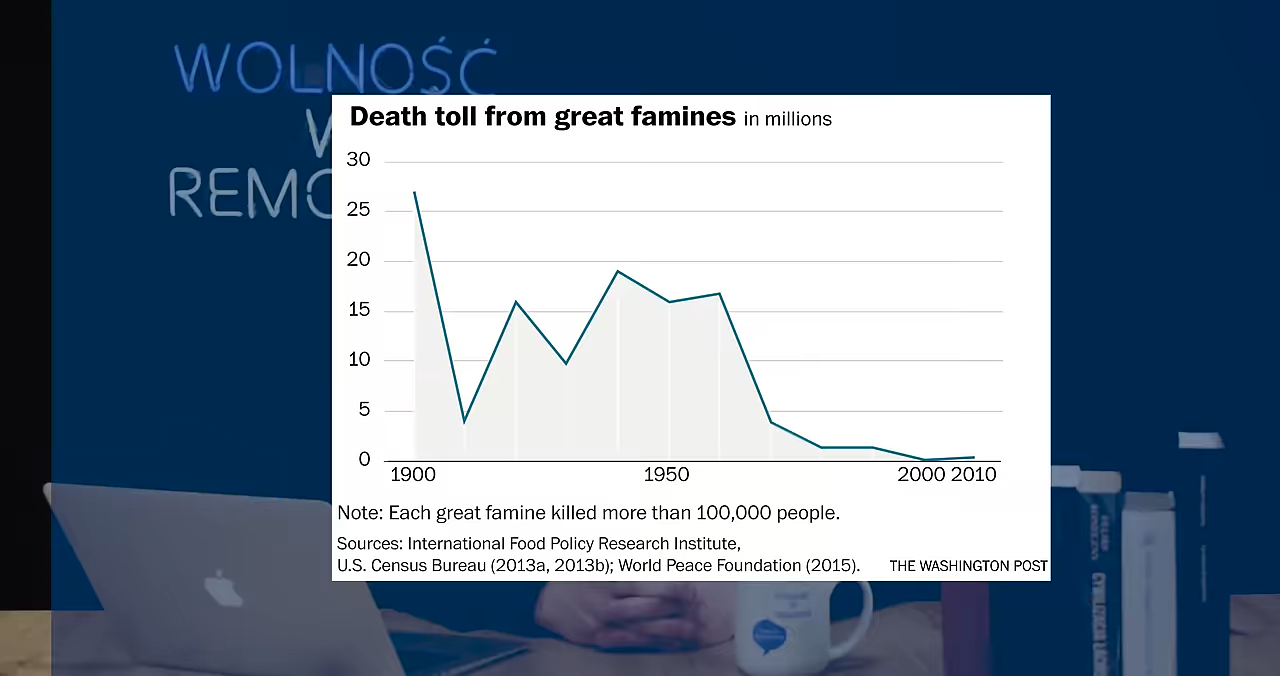 WOLNOŚĆ
W
REMO
Death toll from great famines in millions
30
25
20
15
10
5
0
1900 1950 2000 2010
Note: Each great famine killed more than 100,000 people.
Sources: International Food Policy Research Institute,
U.S. Census Bureau (2013a, 2013b); World Peace Foundation (2015).
THE WASHINGTON POST